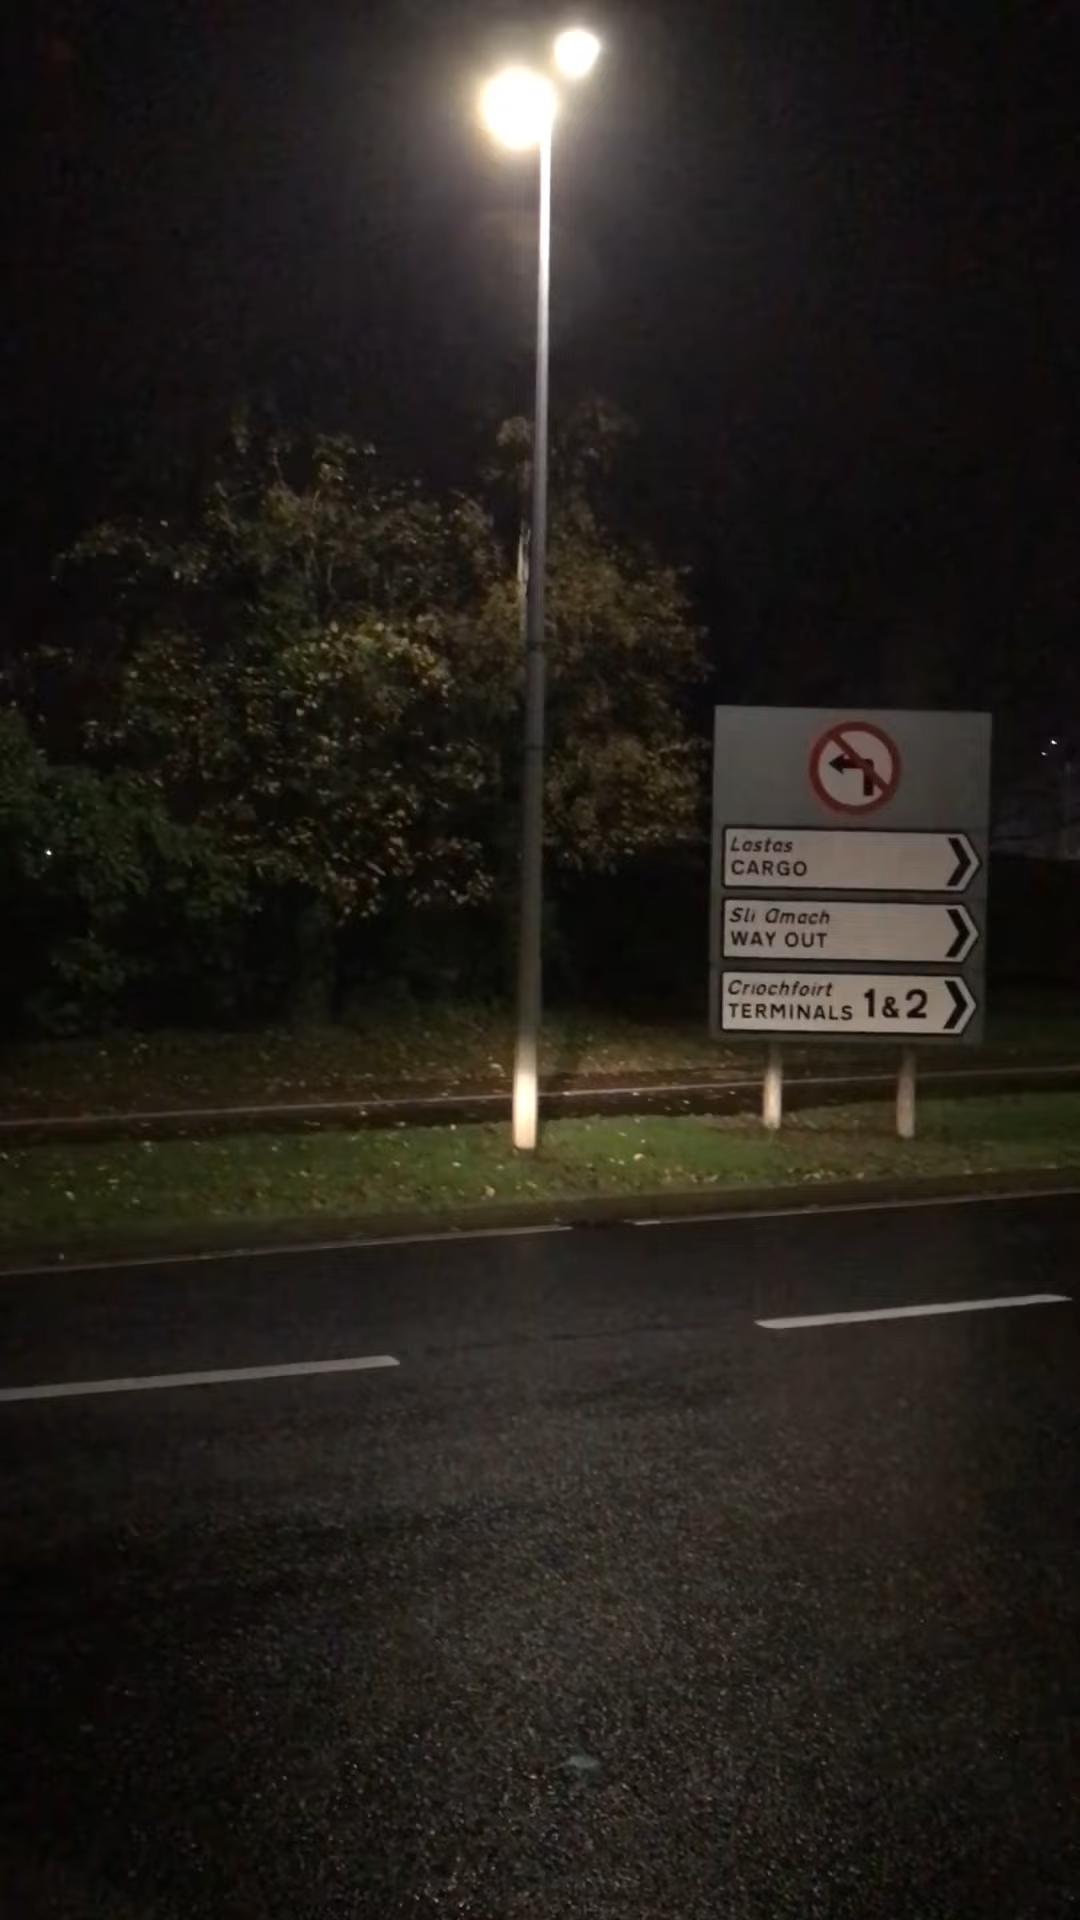 Lastas
CARGO
Slí Amach
WAY OUT
Críochfoirt
TERMINALS 1&2